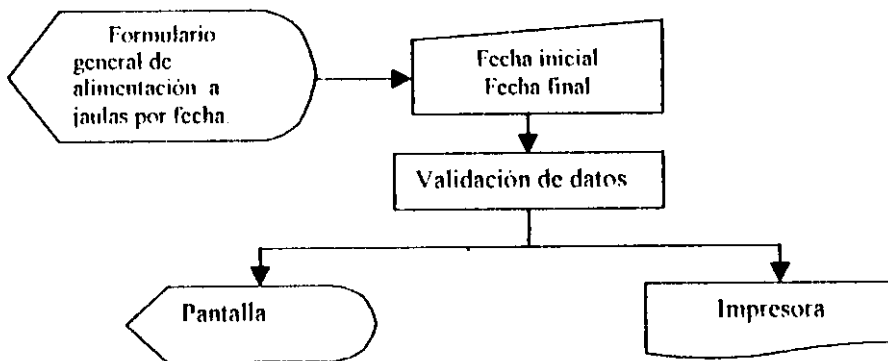 Formulario
general de
alimentación a
jaulas por fecha.
Fecha inicial
Fecha final
Validación de datos
Pantalla
Impresora